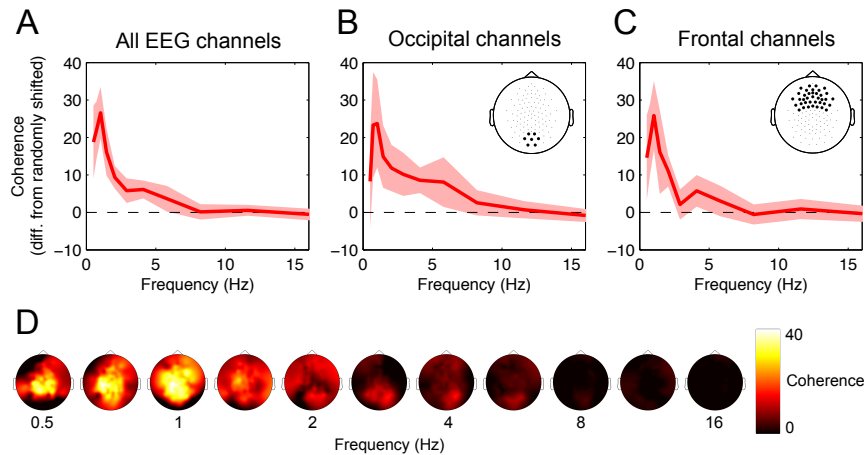 A
All EEG channels
B
Occipital channels
C
Frontal channels
Coherence
(diff. from randomly shifted)
40
30
20
10
0
−10
0
5
10
15
Frequency (Hz)
40
30
20
10
0
−10
0
5
10
15
Frequency (Hz)
40
30
20
10
0
−10
0
5
10
15
Frequency (Hz)
D
0.5
1
2
4
8
16
Frequency (Hz)
40
Coherence
0